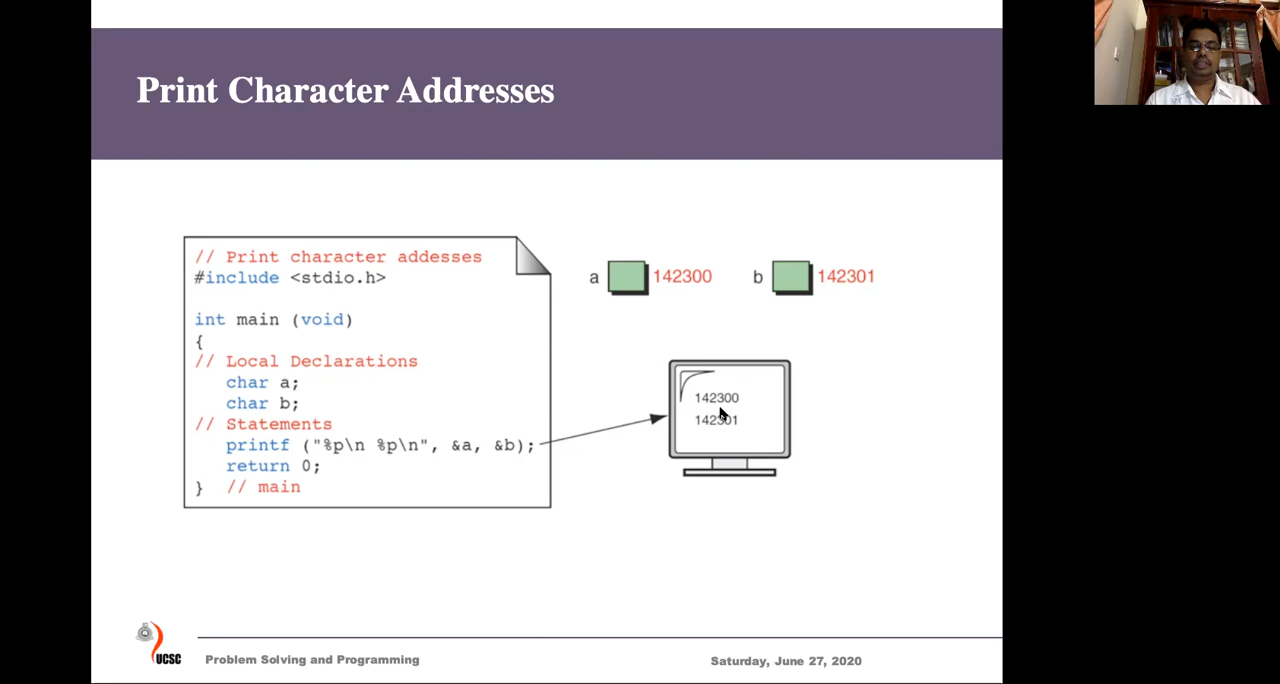 Print Character Addresses
// Print character addesses
#include <stdio.h>
int main (void)
{
// Local Declarations
char a;
char b;
// Statements
printf ("%p\n %p\n", &a, &b);
return 0;
} // main
a 142300 b 142301
142300
142301
UCSC
Problem Solving and Programming
Saturday, June 27, 2020